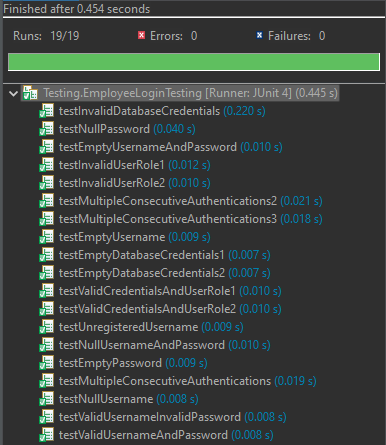 Finished after 0.454 seconds
Runs: 19/19 Errors: 0 Failures: 0
Testing.EmployeeLoginTesting [Runner: JUnit 4] (0.445 s)
testInvalidDatabaseCredentials (0.220 s)
testNullPassword (0.040 s)
testEmptyUsernameAndPassword (0.010 s)
testInvalidUserRole1 (0.012 s)
testInvalidUserRole2 (0.010 s)
testMultipleConsecutiveAuthentications2 (0.021 s)
testMultipleConsecutiveAuthentications3 (0.018 s)
testEmptyUsername (0.009 s)
testEmptyDatabaseCredentials1 (0.007 s)
testEmptyDatabaseCredentials2 (0.007 s)
testValidCredentialsAndUserRole1 (0.010 s)
testValidCredentialsAndUserRole2 (0.010 s)
testUnregisteredUsername (0.009 s)
testNullUsernameAndPassword (0.010 s)
testEmptyPassword (0.009 s)
testMultipleConsecutiveAuthentications (0.019 s)
testNullUsername (0.008 s)
testValidUsernameInvalidPassword (0.008 s)
testValidUsernameAndPassword (0.008 s)